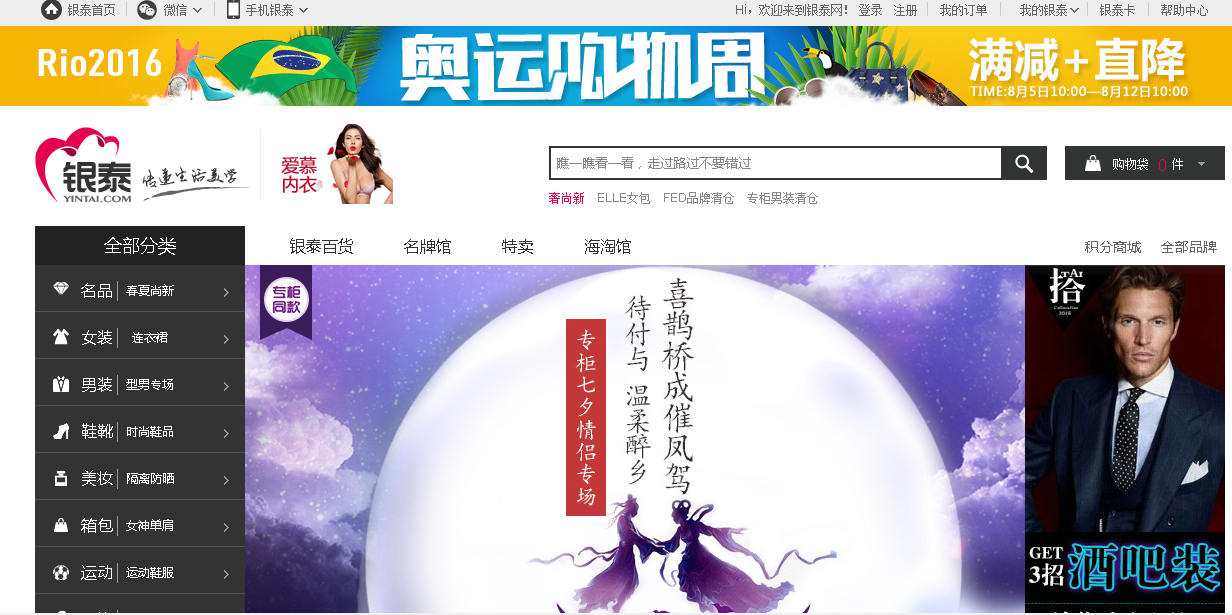 银泰首页 微信 手机银泰 Hi，欢迎来到银泰网! 登录 注册 我的订单 我的银泰 银泰卡 帮助中心
Rio2016 奥运购物周 满减+直降
TIME:8月5日10:00—8月12日10:00
银泰 传递生活美学
YINTAI.COM
爱慕
内衣
瞧一瞧看一看，走过路过不要错过
购物袋 0 件
奢尚新 ELLE女包 FED品牌清仓 专柜男装清仓
全部分类 银泰百货 名牌馆 特卖 海淘馆 积分商城 全部品牌
名品 春夏尚新
女装 连衣裙
男装 型男专场
鞋靴 时尚鞋品
美妆 隔离防晒
箱包 女神单肩
运动 运动鞋服
专柜
同款
喜鹊桥成催凤驾
待付与 温柔醉乡
专柜七夕情侣专场
拾
Collection
2016
GET
3招
酒吧装